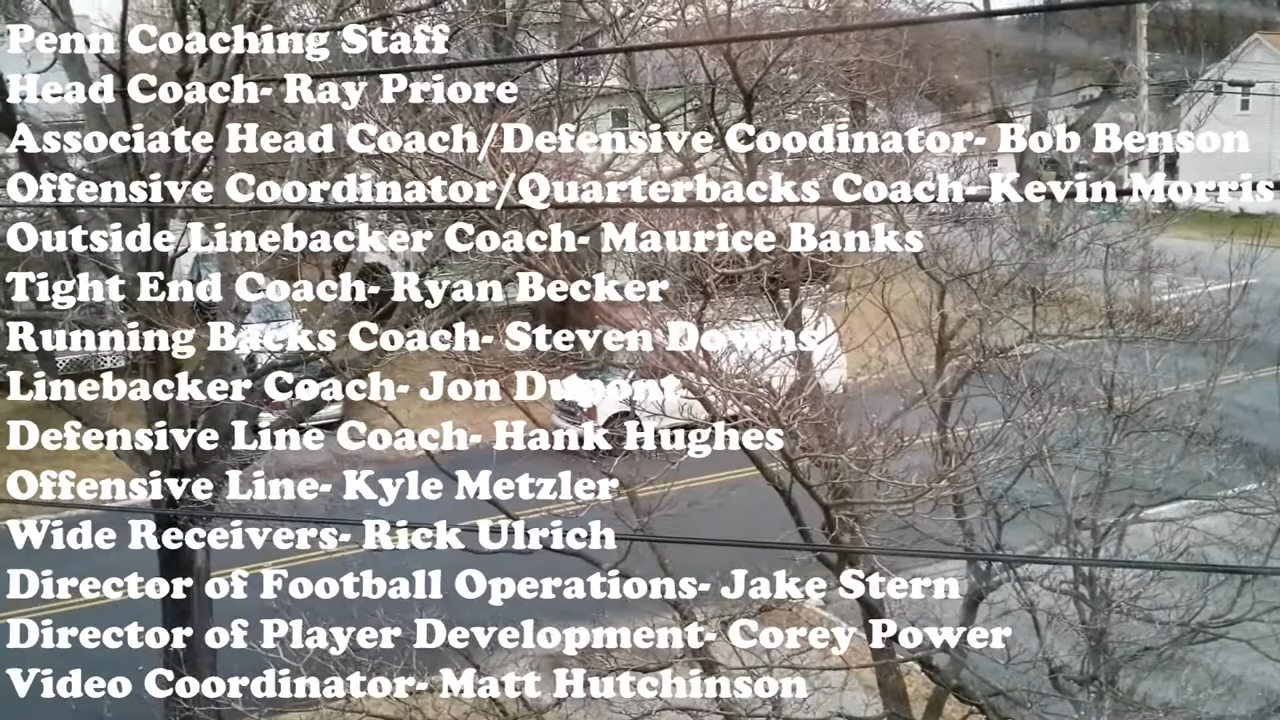 Penn Coaching Staff
Head Coach- Ray Priore
Associate Head Coach/Defensive Coodinator- Bob Benson
Offensive Coordinator/Quarterbacks Coach- Kevin Morris
Outside Linebacker Coach- Maurice Banks
Tight End Coach- Ryan Becker
Running Backs Coach- Steven Downs
Linebacker Coach- Jon Dupont
Defensive Line Coach- Hank Hughes
Offensive Line- Kyle Metzler
Wide Receivers- Rick Ulrich
Director of Football Operations- Jake Stern
Director of Player Development- Corey Power
Video Coordinator- Matt Hutchinson